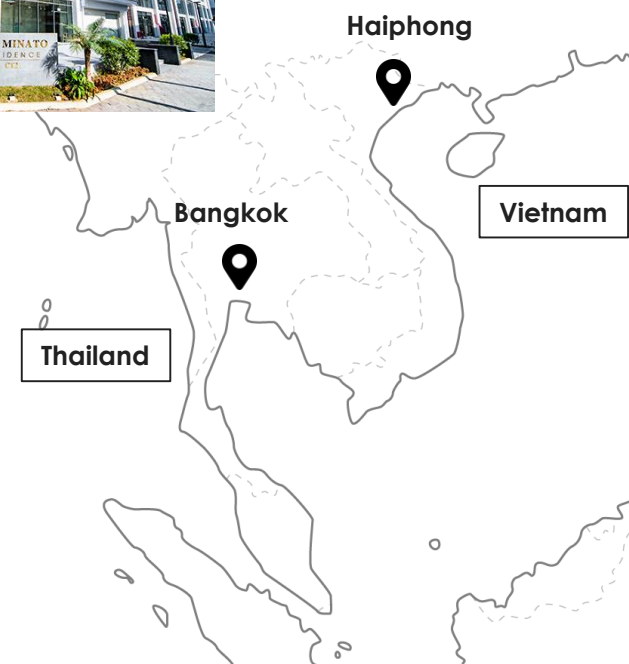 Haiphong
MINATO
IDENCE
Bangkok
Vietnam
Thailand